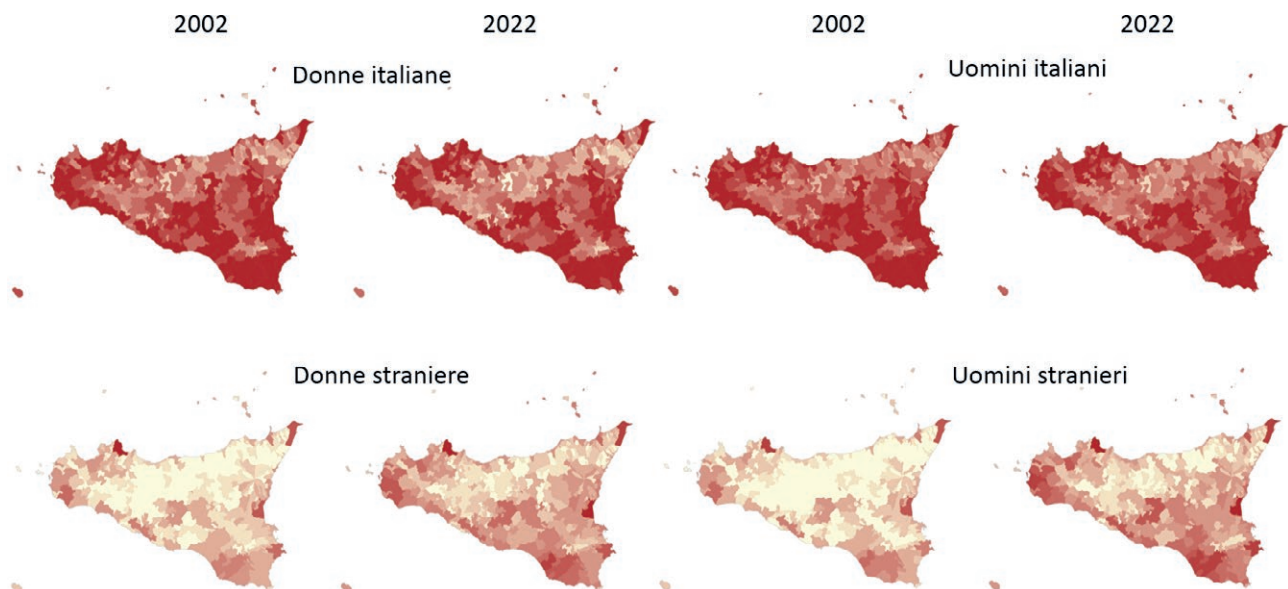 2002
2022
2002
2022
Donne italiane
Uomini italiani
Donne straniere
Uomini stranieri